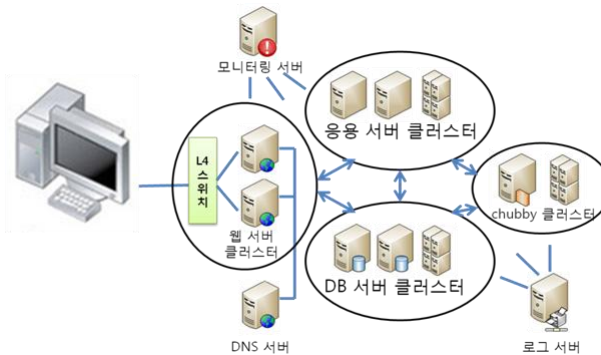 모니터링 서버
응용 서버 클러스터
L4
스
위
치
웹 서버
클러스터
chubby 클러스터
DB 서버 클러스터
DNS 서버
로그 서버